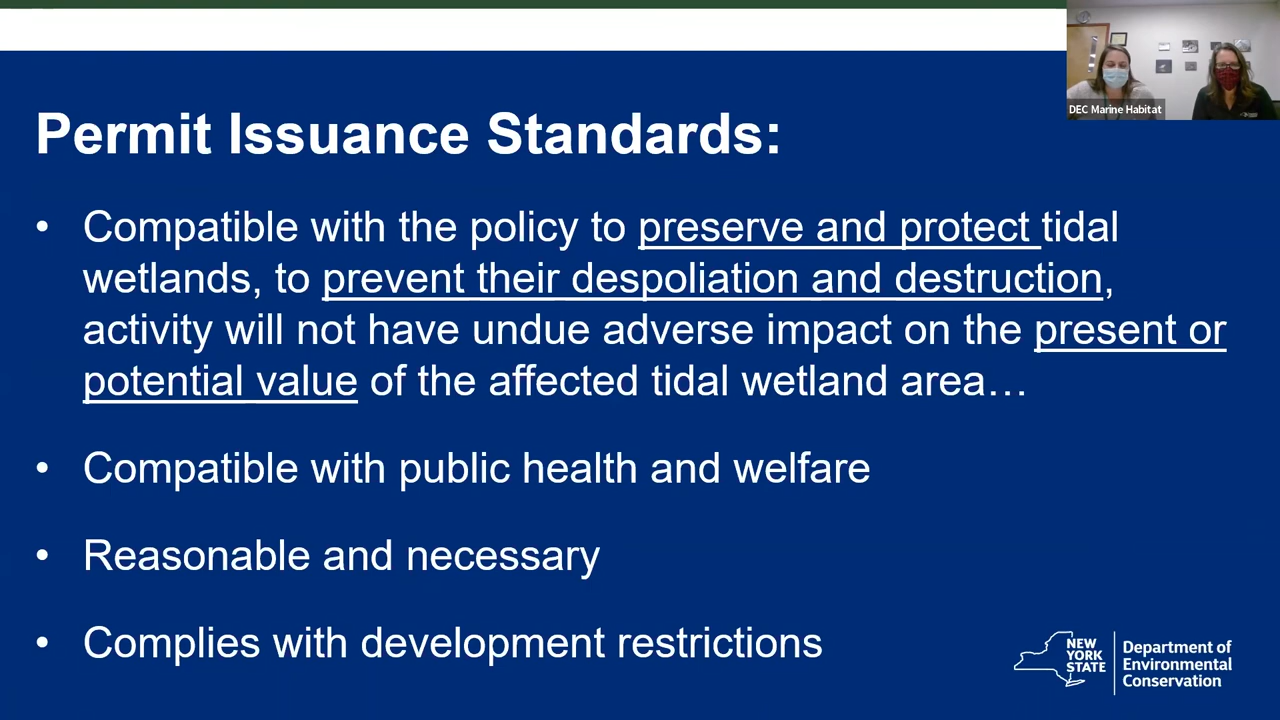 DEC Marine Habitat
Permit Issuance Standards:
• Compatible with the policy to preserve and protect tidal
wetlands, to prevent their despoliation and destruction,
activity will not have undue adverse impact on the present or
potential value of the affected tidal wetland area…
• Compatible with public health and welfare
• Reasonable and necessary
• Complies with development restrictions
NEW
YORK
STATE
Department of
Environmental
Conservation